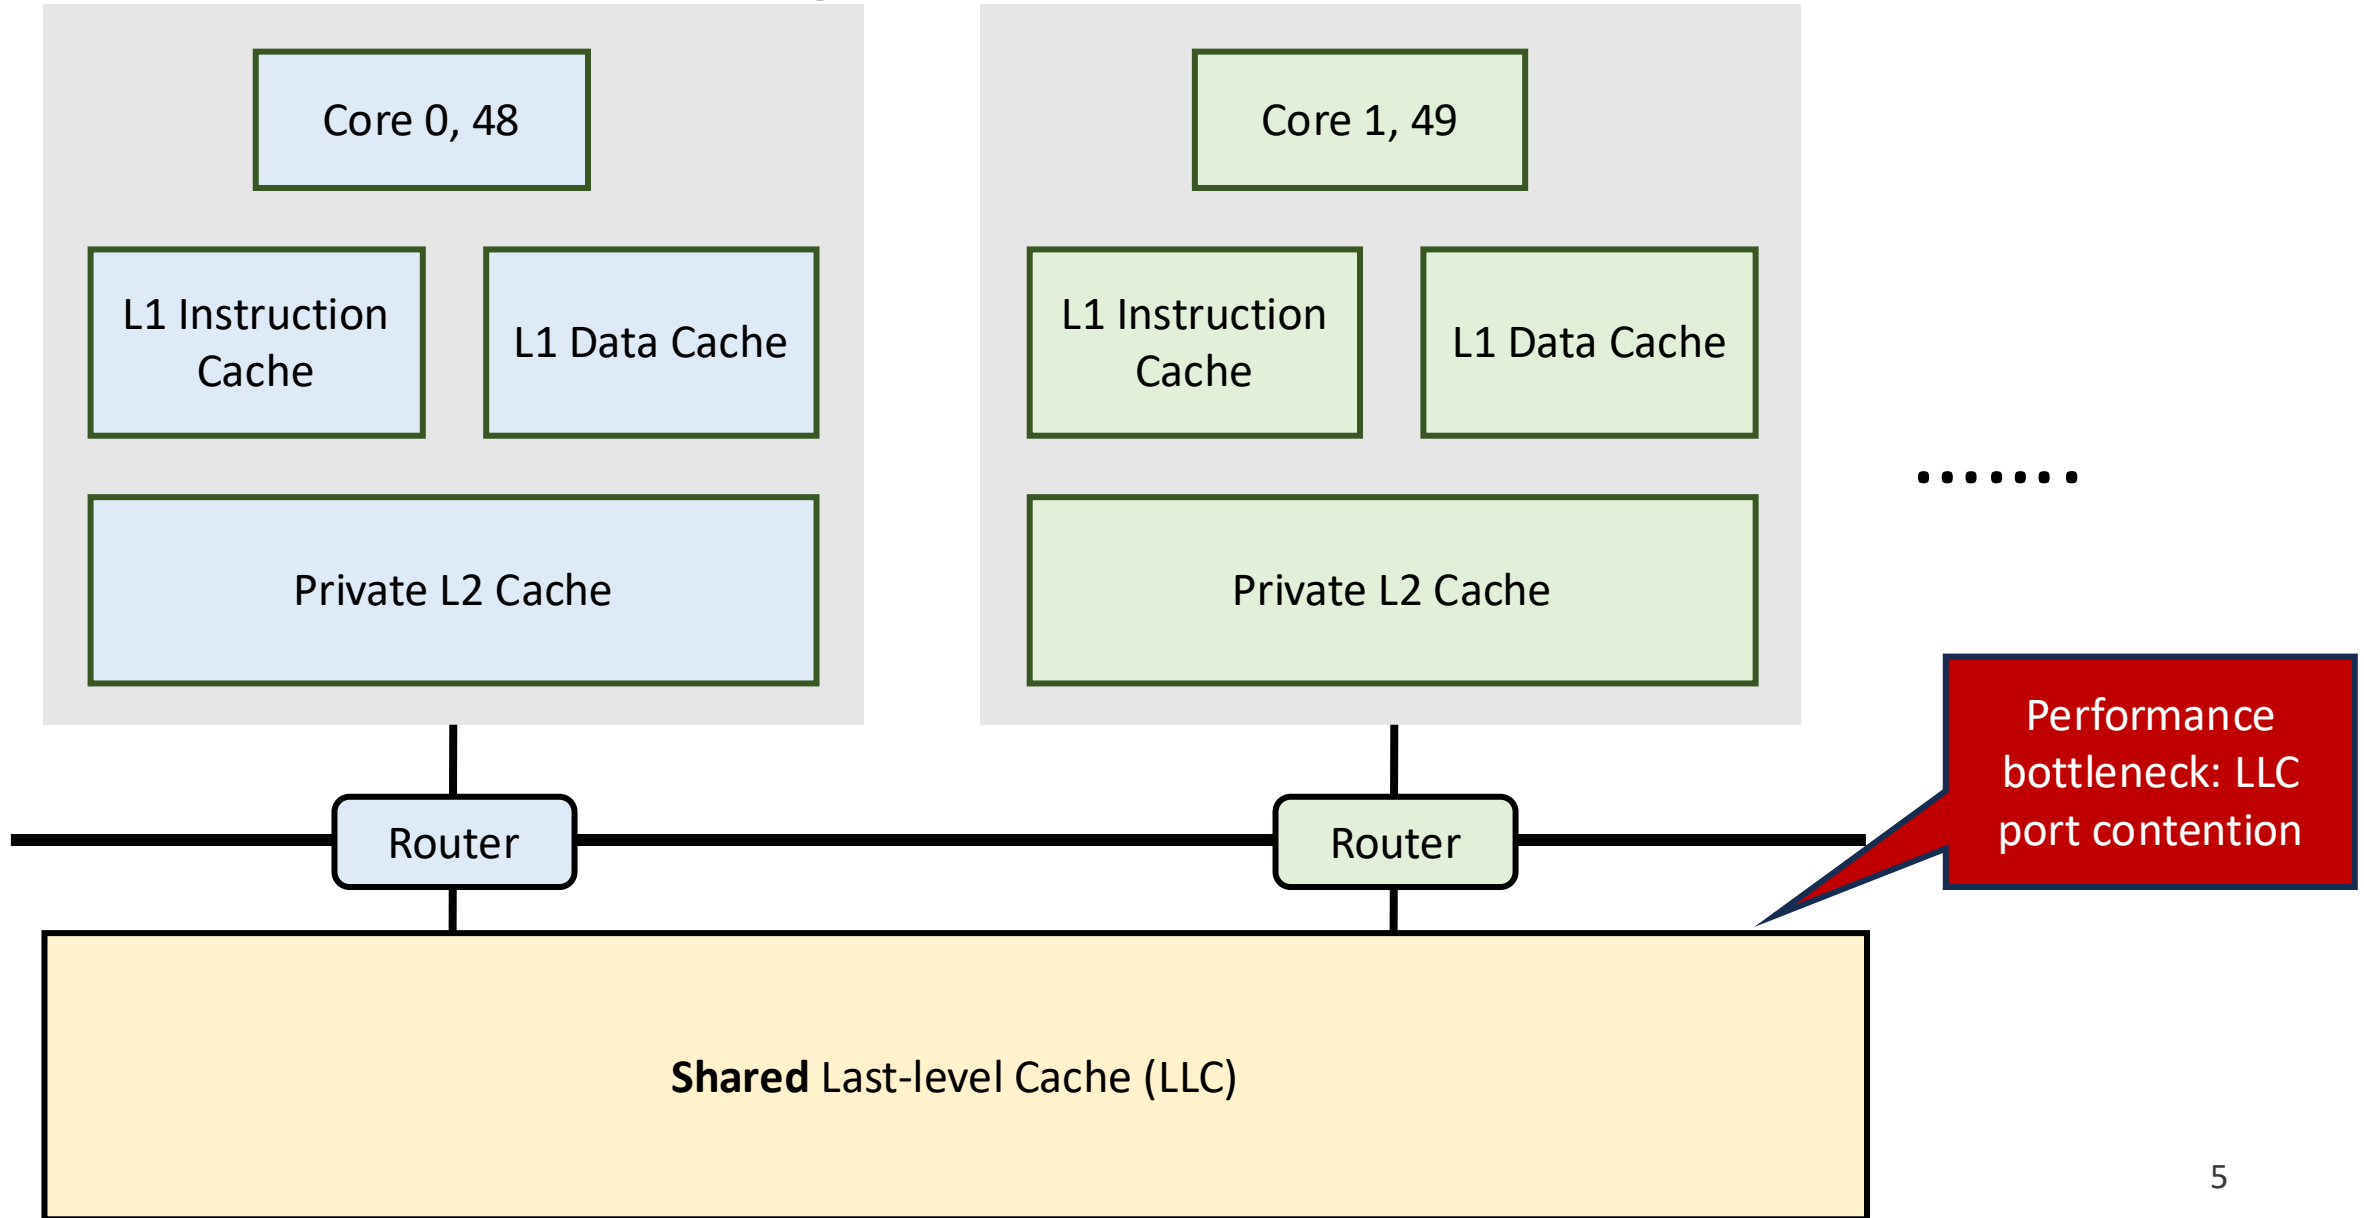 Core 0, 48
Core 1, 49
L1 Instruction
Cache
L1 Data Cache
L1 Instruction
Cache
L1 Data Cache
.......
Private L2 Cache
Private L2 Cache
Performance
bottleneck: LLC
port contention
Router
Router
Shared Last-level Cache (LLC)
5